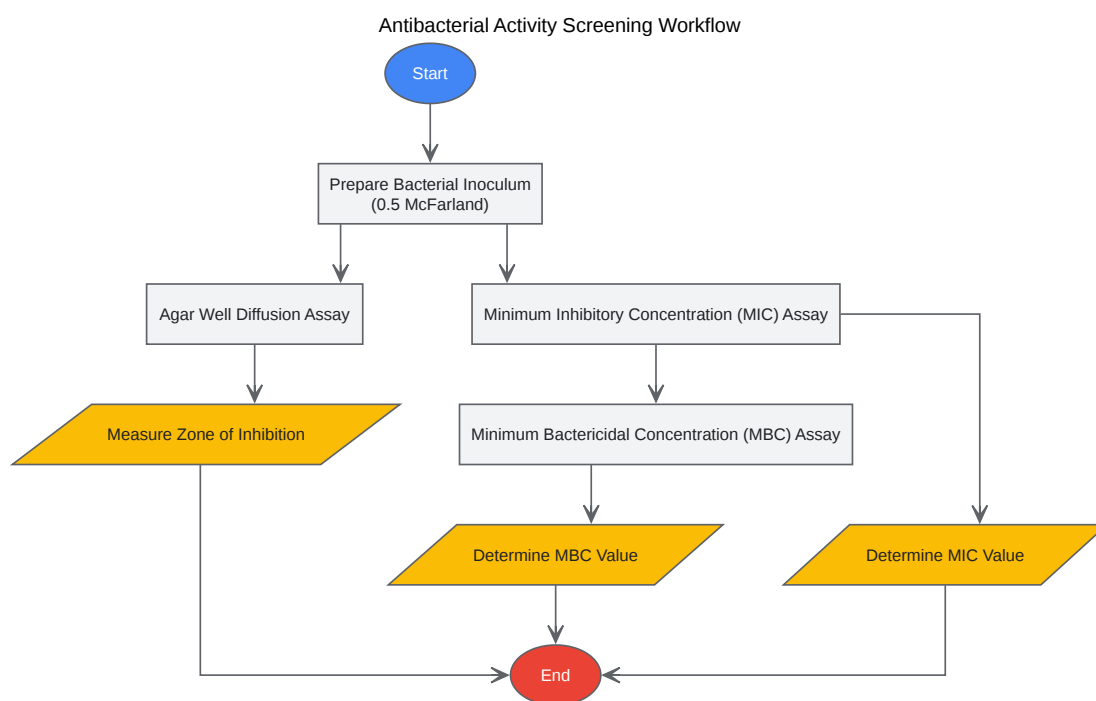 Antibacterial Activity Screening Workflow
Start
Prepare Bacterial Inoculum
(0.5 McFarland)
Agar Well Diffusion Assay
Minimum Inhibitory Concentration (MIC) Assay
Measure Zone of Inhibition
Minimum Bactericidal Concentration (MBC) Assay
Determine MBC Value
Determine MIC Value
End